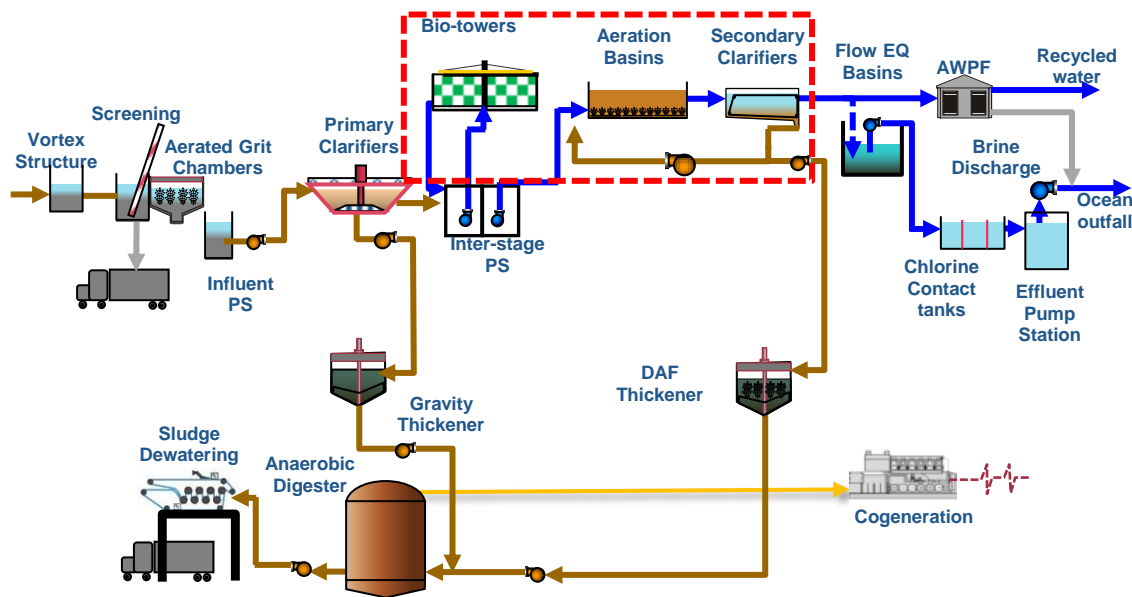 Bio-towers
Aeration
Basins
Secondary
Clarifiers
Flow EQ
Basins
AWPF
Recycled
water
Screening
Vortex
Structure
Aerated Grit
Chambers
Primary
Clarifiers
Brine
Discharge
Ocean
outfall
Inter-stage
PS
Influent
PS
Chlorine
Contact
tanks
Effluent
Pump
Station
DAF
Thickener
Gravity
Thickener
Sludge
Dewatering
Anaerobic
Digester
Cogeneration